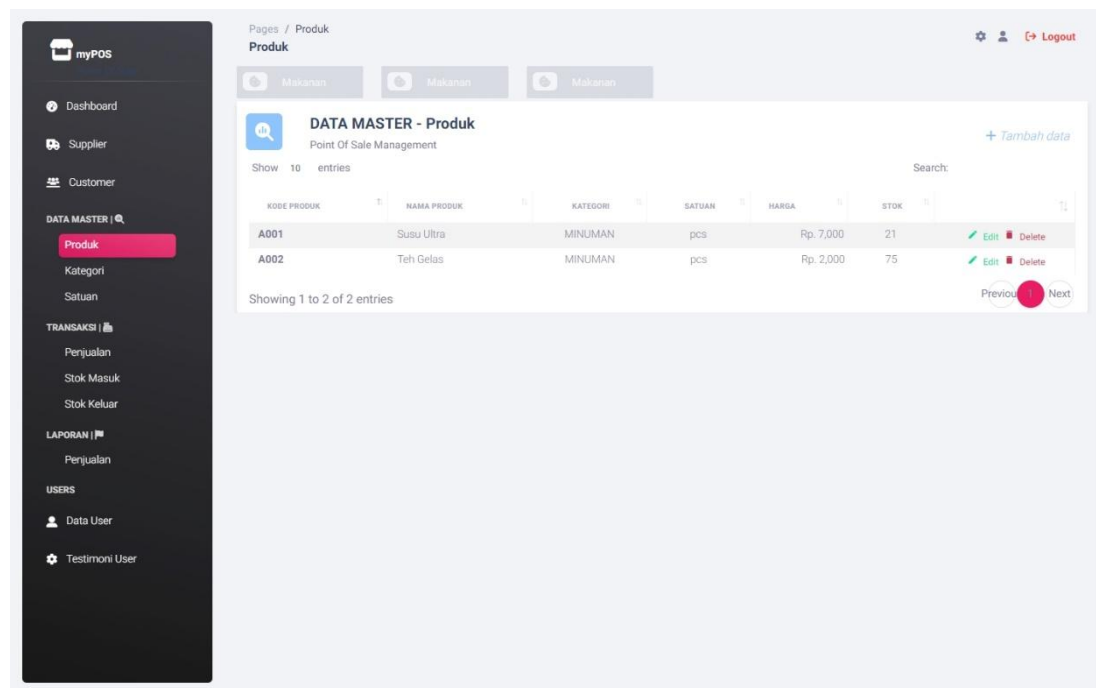 myPOS
Dashboard
Supplier
Customer
DATA MASTER |
Produk
Kategori
Satuan
TRANSAKSI |
Penjualan
Stok Masuk
Stok Keluar
LAPORAN |
Penjualan
USERS
Data User
Testimoni User
Pages / Produk
Produk
Logout
Makanan Makanan Makanan
DATA MASTER - Produk
Point Of Sale Management
+ Tambah data
Show 10 entries Search:
KODE PRODUK NAMA PRODUK KATEGORI SATUAN HARGA STOK
A001 Susu Ultra MINUMAN pcs Rp. 7,000 21 Edit Delete
A002 Teh Gelas MINUMAN pcs Rp. 2,000 75 Edit Delete
Showing 1 to 2 of 2 entries Previou 1 Next